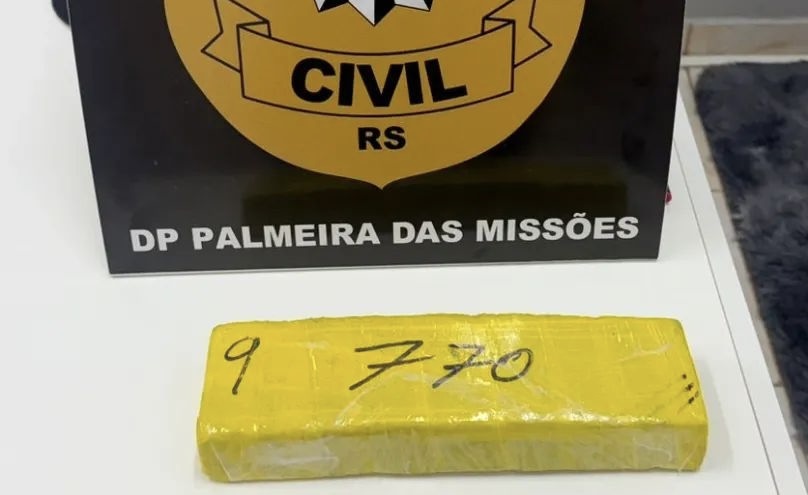 CIVIL
RS
DP PALMEIRA DAS MISSÕES
9 770